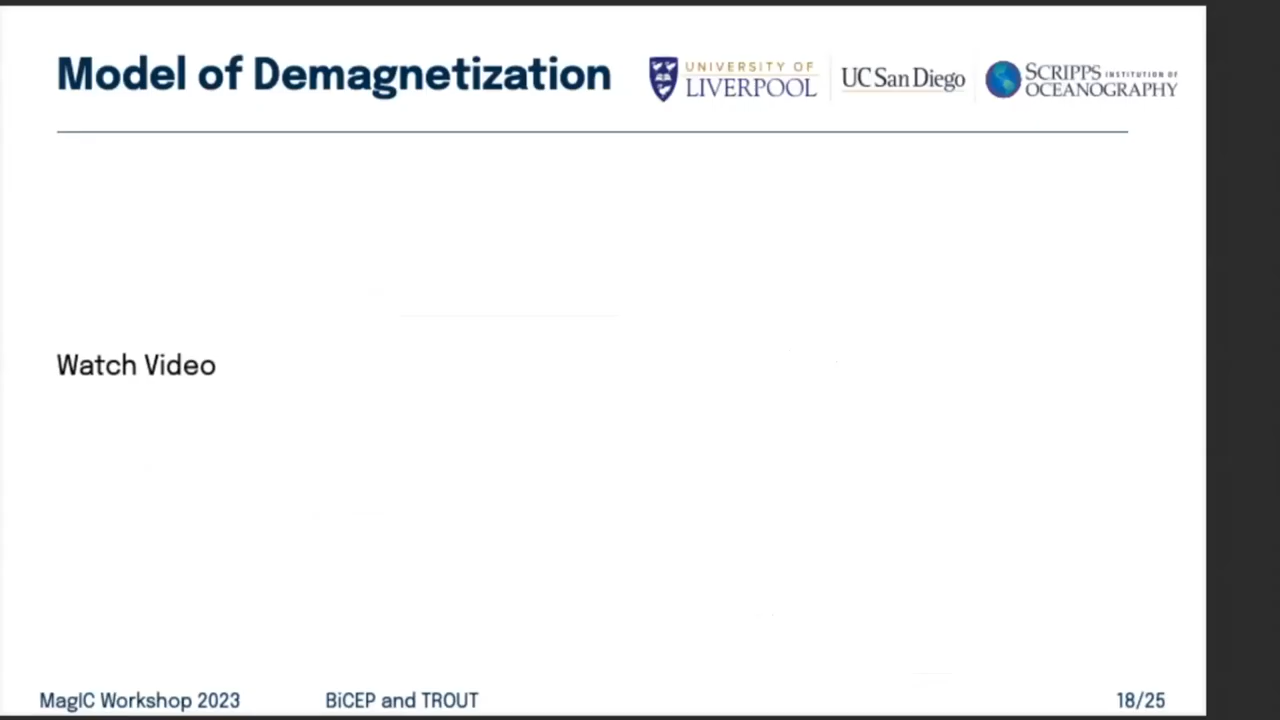 Model of Demagnetization
UNIVERSITY OF
LIVERPOOL
UC San Diego
SCRIPPS INSTITUTION OF
OCEANOGRAPHY
Watch Video
MagIC Workshop 2023
BiCEP and TROUT
18/25